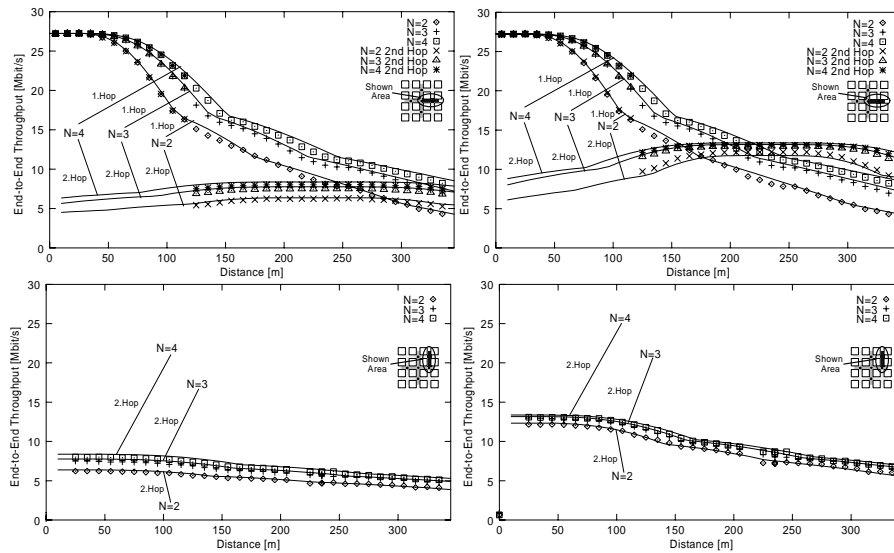 30
25
20
15
10
5
0
End-to-End Throughput [Mbit/s]
0 50 100 150 200 250 300
Distance [m]
N=2
N=3
N=4
N=2 2nd Hop
N=3 2nd Hop
N=4 2nd Hop
Shown
Area
1.Hop
1.Hop
1.Hop
N=4
N=3
N=2
2.Hop
2.Hop
2.Hop
30
25
20
15
10
5
0
End-to-End Throughput [Mbit/s]
0 50 100 150 200 250 300
Distance [m]
N=2
N=3
N=4
N=2 2nd Hop
N=3 2nd Hop
N=4 2nd Hop
Shown
Area
1.Hop
1.Hop
1.Hop
N=4
N=3
N=2
2.Hop
2.Hop
2.Hop
30
25
20
15
10
5
0
End-to-End Throughput [Mbit/s]
0 50 100 150 200 250 300
Distance [m]
N=2
N=3
N=4
Shown
Area
N=4
2.Hop
N=3
2.Hop
2.Hop
N=2
30
25
20
15
10
5
0
End-to-End Throughput [Mbit/s]
0 50 100 150 200 250 300
Distance [m]
N=2
N=3
N=4
Shown
Area
N=4
2.Hop
N=3
2.Hop
2.Hop
N=2